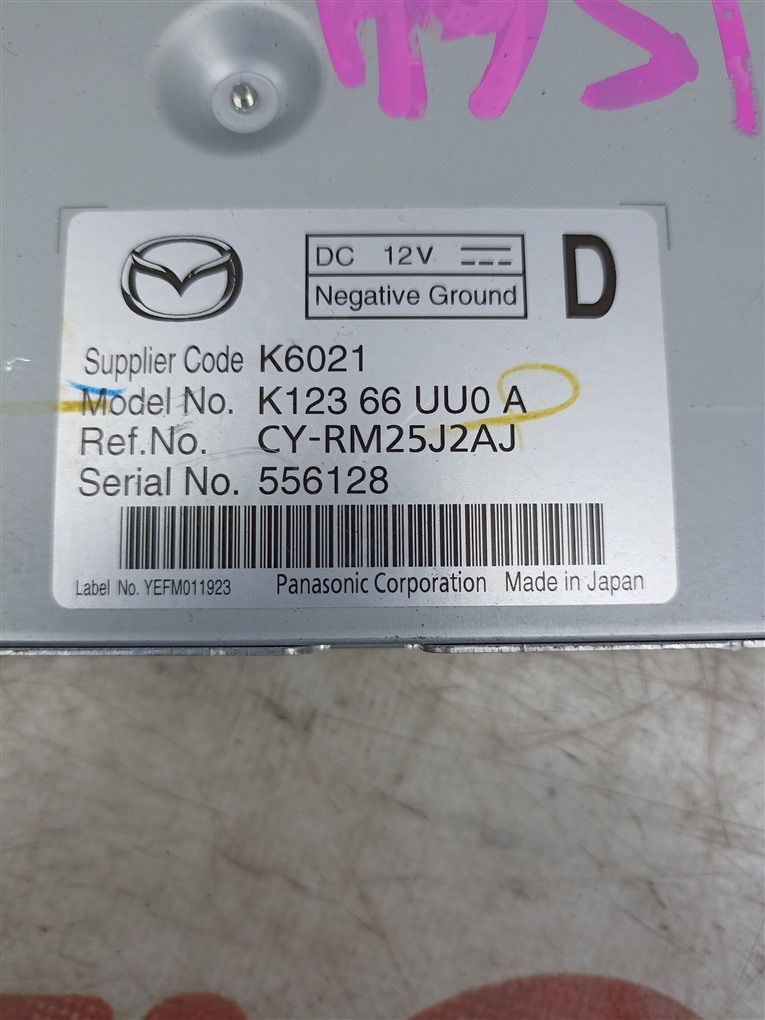 DC 12V
Negative Ground
D
Supplier Code K6021
Model No. K123 66 UU0 A
Ref.No. CY-RM25J2AJ
Serial No. 556128
Label No. YEFM011923 Panasonic Corporation Made in Japan